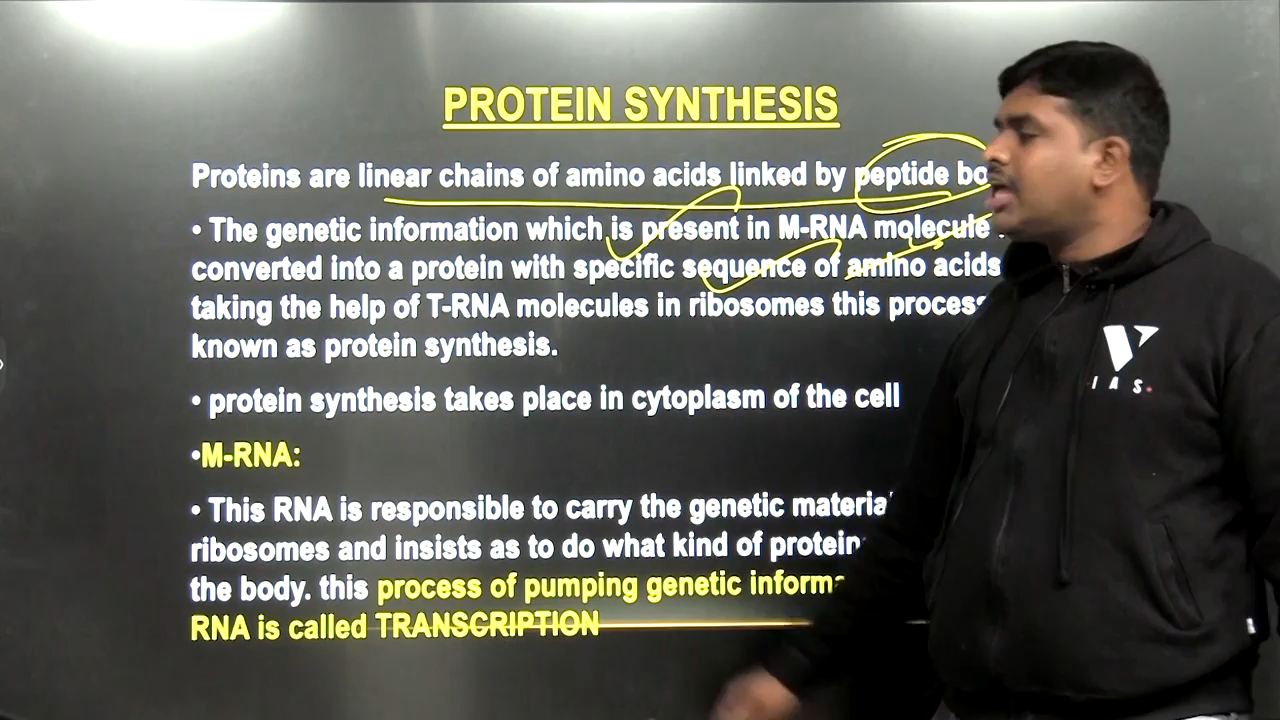 PROTEIN SYNTHESIS
Proteins are linear chains of amino acids linked by peptide bo
• The genetic information which is present in M-RNA molecule
converted into a protein with specific sequence of amino acids
taking the help of T-RNA molecules in ribosomes this process
known as protein synthesis.
• protein synthesis takes place in cytoplasm of the cell
•M-RNA:
• This RNA is responsible to carry the genetic material
ribosomes and insists as to do what kind of protein
the body. this process of pumping genetic informa
RNA is called TRANSCRIPTION
V
IAS